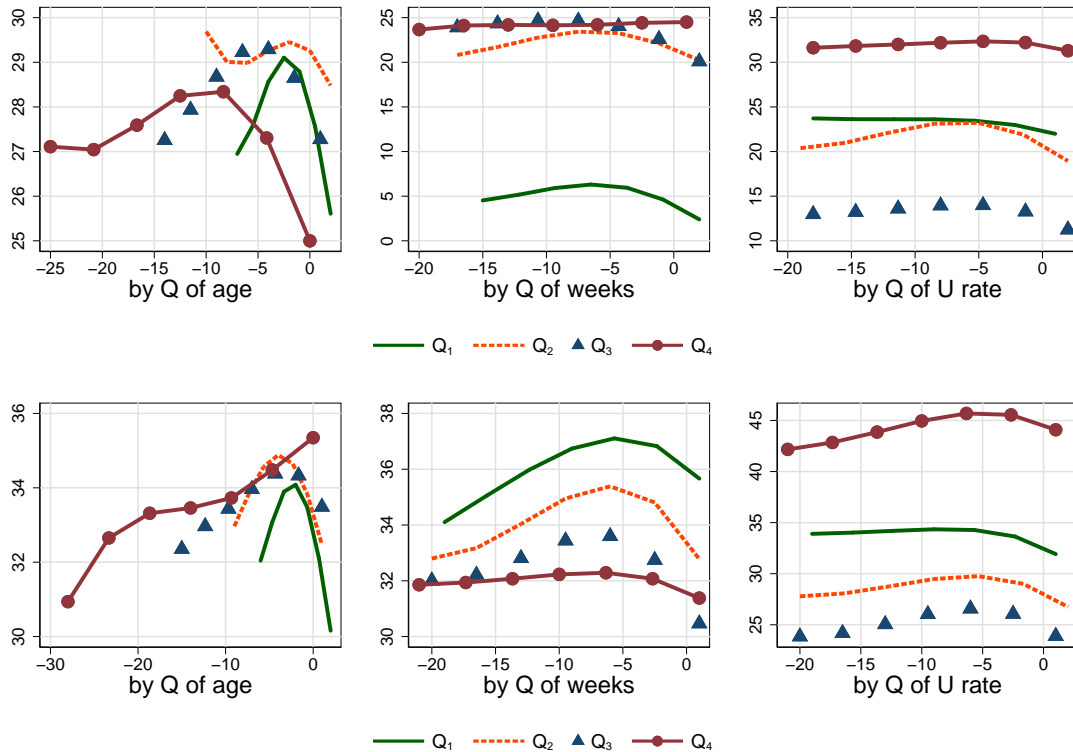 30
29
28
27
26
25
−25 −20 −15 −10 −5 0
by Q of age
25
20
15
10
5
0
−20 −15 −10 −5 0
by Q of weeks
35
30
25
20
15
10
−20 −15 −10 −5 0
by Q of U rate
Q₁ Q₂ Q₃ Q₄
36
34
32
30
−30 −20 −10 0
by Q of age
38
36
34
32
30
−20 −15 −10 −5 0
by Q of weeks
45
40
35
30
25
−20 −15 −10 −5 0
by Q of U rate
Q₁ Q₂ Q₃ Q₄